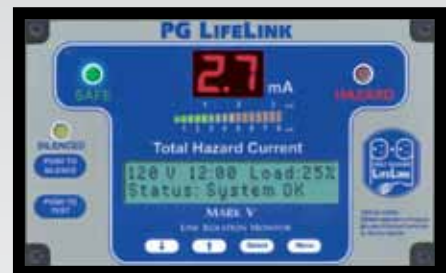 PG LIFELINK
2.7 mA
SAFE
HAZARD
SILENCED
PUSH TO SILENCE
Total Hazard Current
120 V 12:00 Load:25%
Status: System OK
PUSH TO TEST
MARK V
LINE ISOLATION MONITOR
↓ ↑ Select Menu
LIFELINK